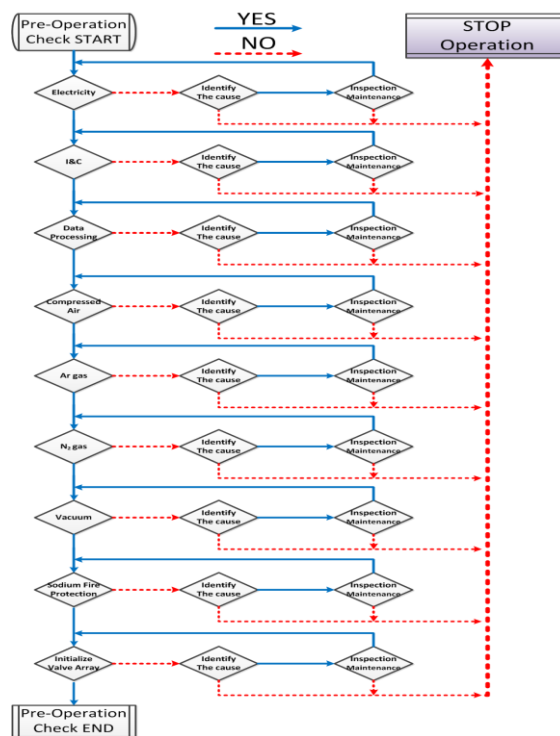 Pre-Operation
Check START
YES
NO
STOP
Operation
Electricity
Identify
The cause
Inspection
Maintenance
I&C
Identify
The cause
Inspection
Maintenance
Data
Processing
Identify
The cause
Inspection
Maintenance
Compressed
Air
Identify
The cause
Inspection
Maintenance
Ar gas
Identify
The cause
Inspection
Maintenance
N₂ gas
Identify
The cause
Inspection
Maintenance
Vacuum
Identify
The cause
Inspection
Maintenance
Sodium Fire
Protection
Identify
The cause
Inspection
Maintenance
Initialize
Valve Array
Identify
The cause
Inspection
Maintenance
Pre-Operation
Check END